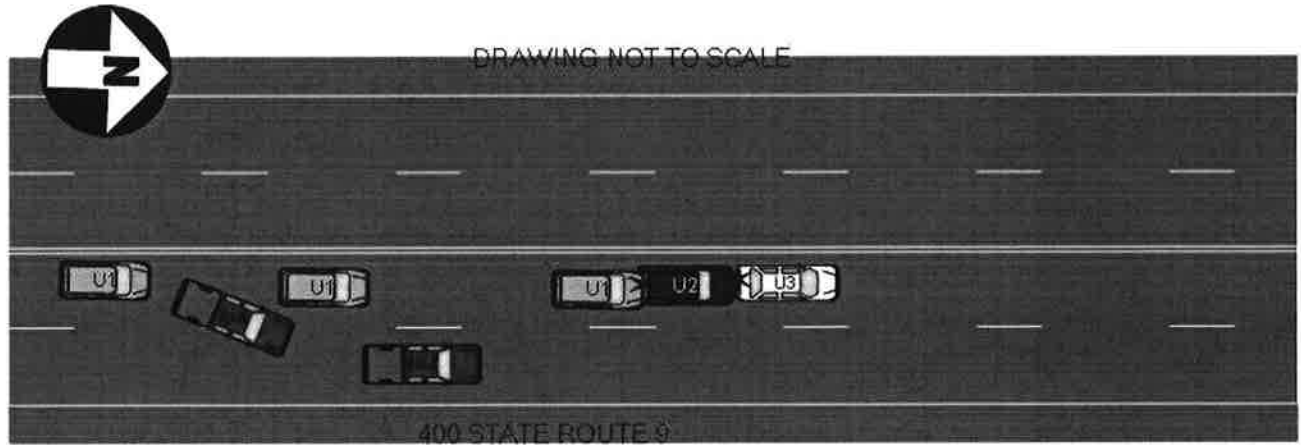 N
DRAWING NOT TO SCALE
U1
U1
U1
U2
U3
400 STATE ROUTE 9